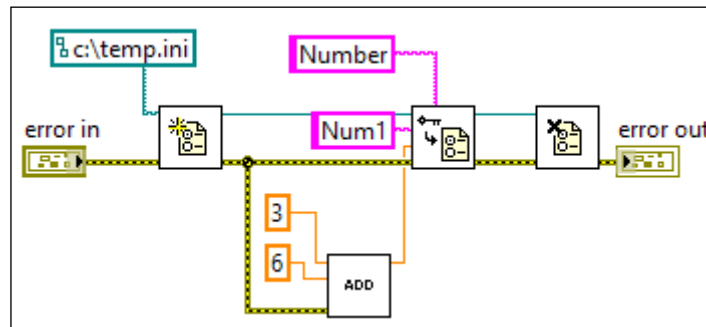 c:\temp.ini
Number
error in
Num1
error out
3
6
ADD